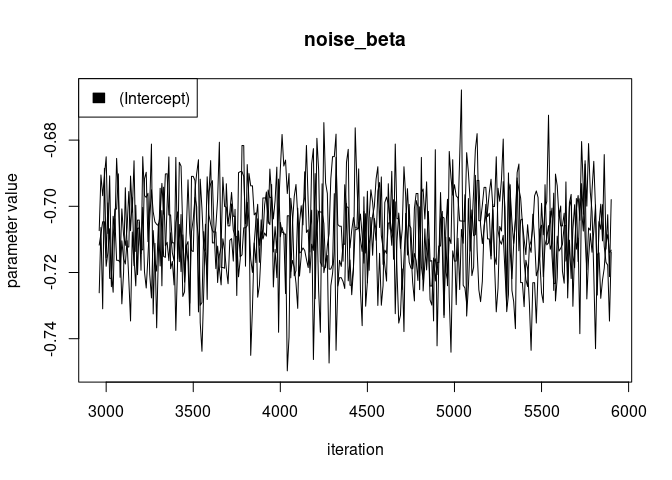 noise_beta
(Intercept)
parameter value
-0.68
-0.70
-0.72
-0.74
3000 3500 4000 4500 5000 5500 6000
iteration